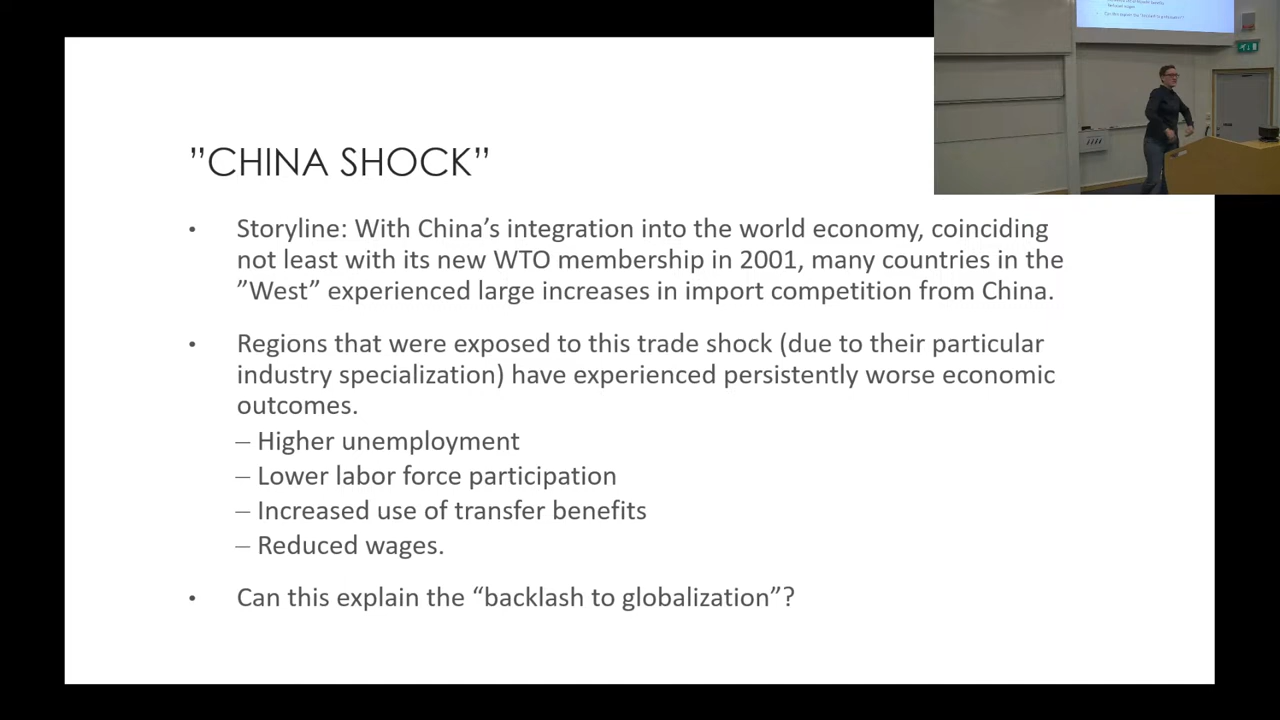 ”CHINA SHOCK”
• Storyline: With China’s integration into the world economy, coinciding
not least with its new WTO membership in 2001, many countries in the
”West” experienced large increases in import competition from China.
• Regions that were exposed to this trade shock (due to their particular
industry specialization) have experienced persistently worse economic
outcomes.
– Higher unemployment
– Lower labor force participation
– Increased use of transfer benefits
– Reduced wages.
• Can this explain the “backlash to globalization”?